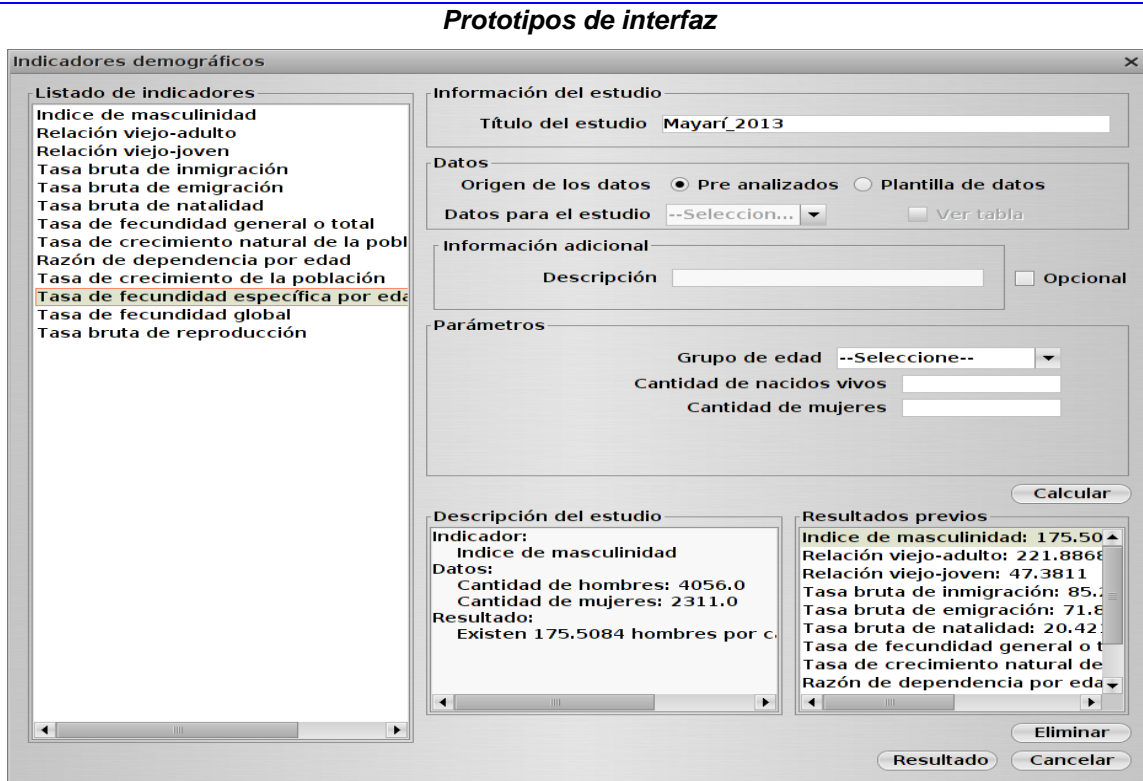 Prototipos de interfaz
Indicadores demográficos
Listado de indicadores
Indice de masculinidad
Relación viejo-adulto
Relación viejo-joven
Tasa bruta de inmigración
Tasa bruta de emigración
Tasa bruta de natalidad
Tasa de fecundidad general o total
Tasa de crecimiento natural de la pobl
Razón de dependencia por edad
Tasa de crecimiento de la población
Tasa de fecundidad específica por eda
Tasa de fecundidad global
Tasa bruta de reproducción
Información del estudio
Título del estudio Mayarí_2013
Datos
Origen de los datos Pre analizados Plantilla de datos
Datos para el estudio --Seleccion... Ver tabla
Información adicional
Descripción Opcional
Parámetros
Grupo de edad --Seleccione--
Cantidad de nacidos vivos
Cantidad de mujeres
Calcular
Descripción del estudio
Indicador:
Indice de masculinidad
Datos:
Cantidad de hombres: 4056.0
Cantidad de mujeres: 2311.0
Resultado:
Existen 175.5084 hombres por c
Resultados previos
Indice de masculinidad: 175.50
Relación viejo-adulto: 221.8868
Relación viejo-joven: 47.3811
Tasa bruta de inmigración: 85.
Tasa bruta de emigración: 71.8
Tasa bruta de natalidad: 20.42
Tasa de fecundidad general o t
Tasa de crecimiento natural de
Razón de dependencia por eda
Eliminar
Resultado Cancelar